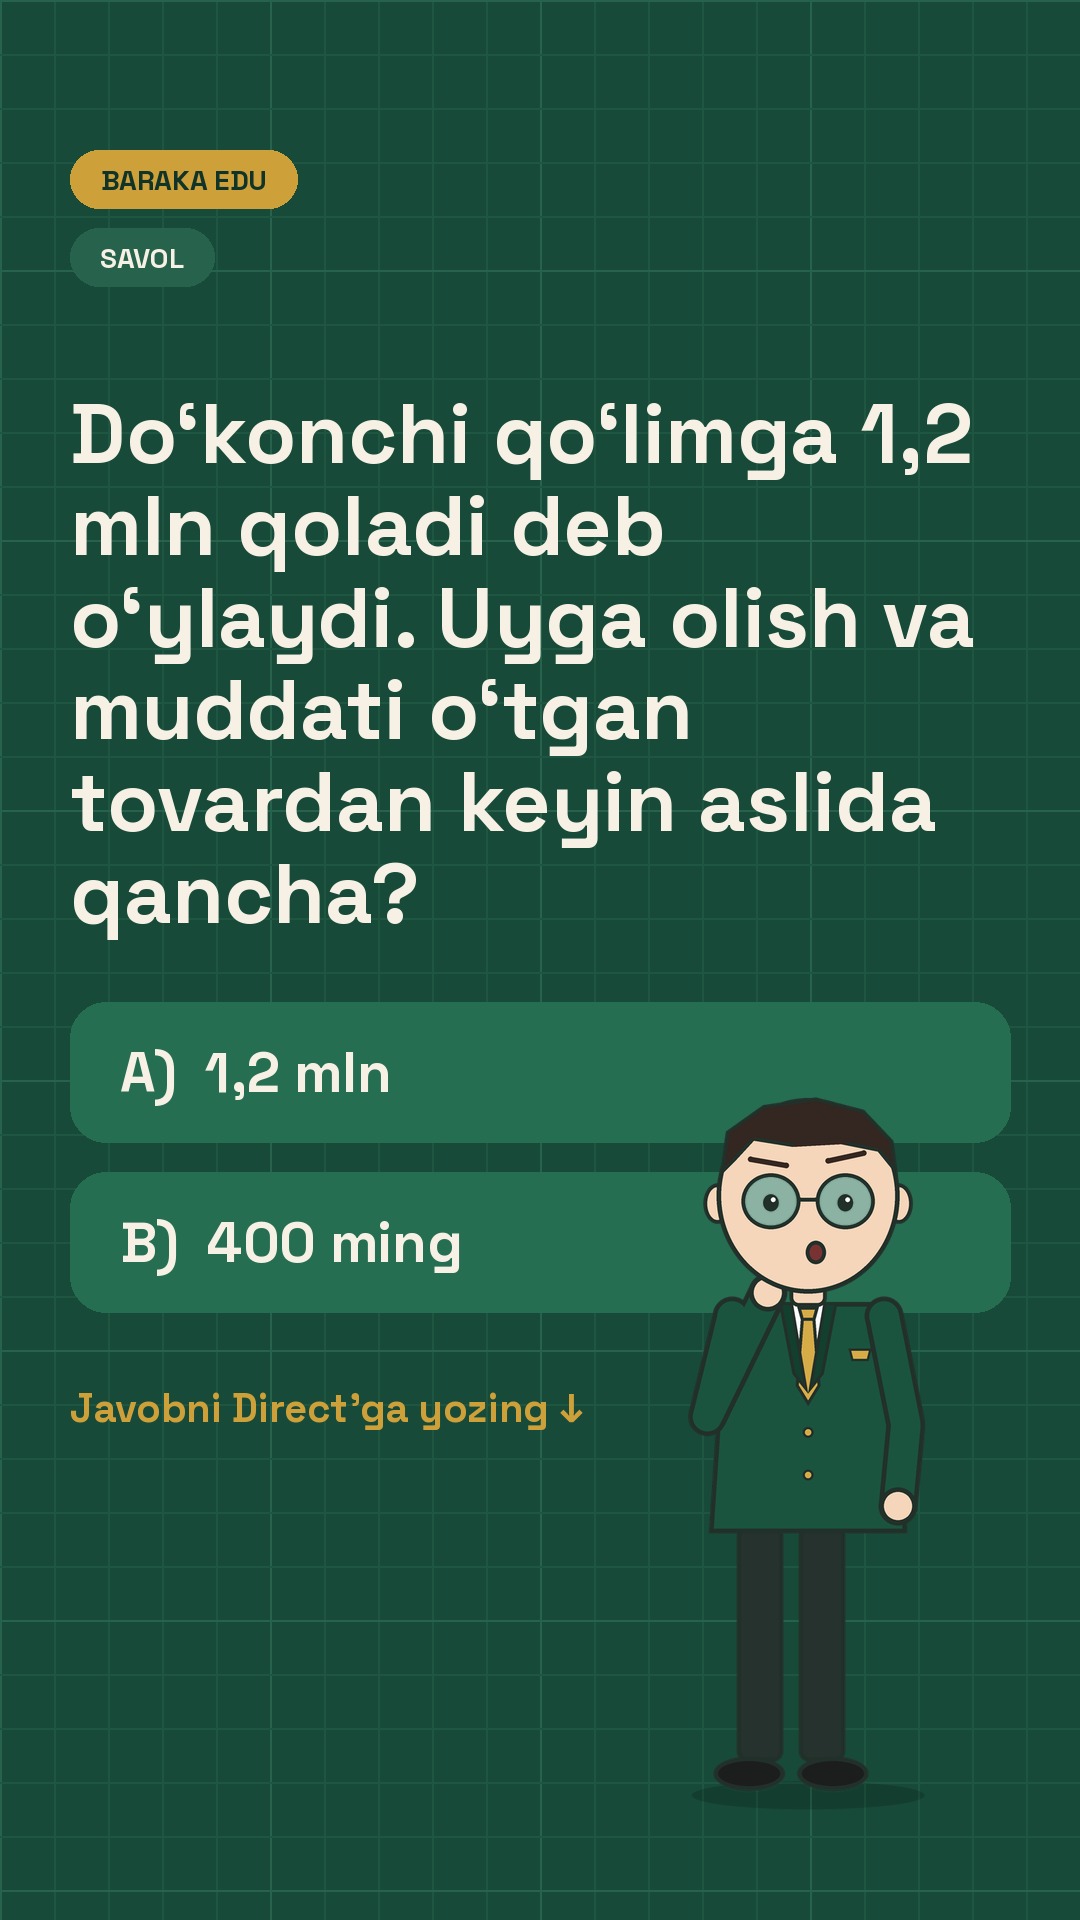 BARAKA EDU
SAVOL
Do‘konchi qo‘limga 1,2
mln qoladi deb
o‘ylaydi. Uyga olish va
muddati o‘tgan
tovardan keyin aslida
qancha?
A) 1,2 mln
B) 400 ming
Javobni Direct’ga yozing ↓